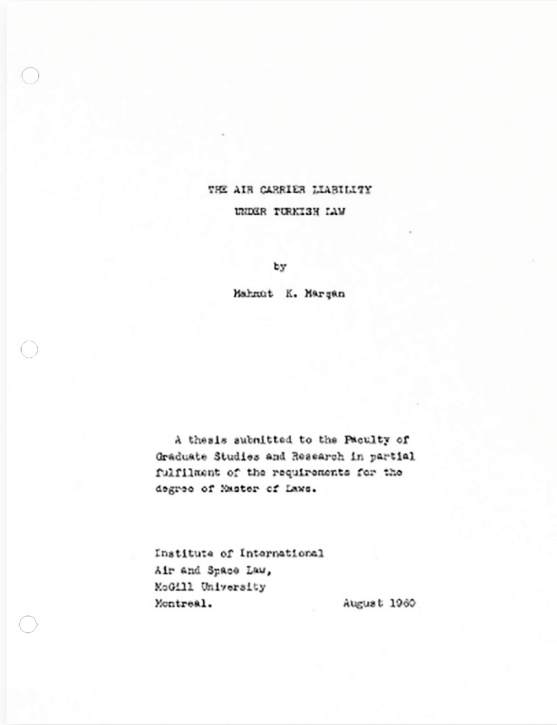 THE AIR CARRIER LIABILITY
UNDER TURKISH LAW
by
Mahmut K. Marşan
A thesis submitted to the Faculty of
Graduate Studies and Research in partial
fulfilment of the requirements for the
degree of Master of Laws.
Institute of International
Air and Space Law,
McGill University
Montreal. August 1960